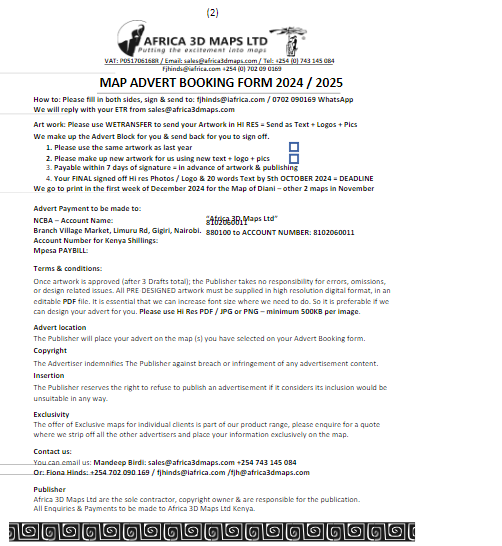 (2)
AFRICA 3D MAPS LTD
Putting the excitement into maps
VAT: P051706168R / Email: sales@africa3dmaps.com / Tel: +254 (0) 743 145 084
Fjhinds@iafrica.com +254 (0) 702 09 0169
MAP ADVERT BOOKING FORM 2024 / 2025
How to: Please fill in both sides, sign & send to: fjhinds@iafrica.com / 0702 090169 WhatsApp
We will reply with your ETR from sales@africa3dmaps.com
Art work: Please use WETRANSFER to send your Artwork in HI RES = Send as Text + Logos + Pics
We make up the Advert Block for you & send back for you to sign off.
1. Please use the same artwork as last year
2. Please make up new artwork for us using new text + logo + pics
3. Payable within 7 days of signature = in advance of artwork & publishing
4. Your FINAL signed off Hi res Photos / Logo & 20 words Text by 5th OCTOBER 2024 = DEADLINE
We go to print in the first week of December 2024 for the Map of Diani – other 2 maps in November
Advert Payment to be made to:
NCBA – Account Name: "Africa 3D Maps Ltd"
8102060011
Branch Village Market, Limuru Rd, Gigiri, Nairobi. 880100 to ACCOUNT NUMBER: 8102060011
Account Number for Kenya Shillings:
Mpesa PAYBILL:
Terms & conditions:
Once artwork is approved (after 3 Drafts total); the Publisher takes no responsibility for errors, omissions,
or design related issues. All PRE DESIGNED artwork must be supplied in high resolution digital format, in an
editable PDF file. It is essential that we can increase font size where we need to do. So it is preferable if we
can design your advert for you. Please use Hi Res PDF / JPG or PNG – minimum 500KB per image.
Advert location
The Publisher will place your advert on the map (s) you have selected on your Advert Booking form.
Copyright
The Advertiser indemnifies The Publisher against breach or infringement of any advertisement content.
Insertion
The Publisher reserves the right to refuse to publish an advertisement if it considers its inclusion would be
unsuitable in any way.
Exclusivity
The offer of Exclusive maps for individual clients is part of our product range, please enquire for a quote
where we strip off all the other advertisers and place your information exclusively on the map.
Contact us:
You can email us: Mandeep Birdi: sales@africa3dmaps.com +254 743 145 084
Or: Fiona Hinds: +254 702 090 169 / fjhinds@iafrica.com /fjh@africa3dmaps.com
Publisher
Africa 3D Maps Ltd are the sole contractor, copyright owner & are responsible for the publication.
All Enquiries & Payments to be made to Africa 3D Maps Ltd Kenya.